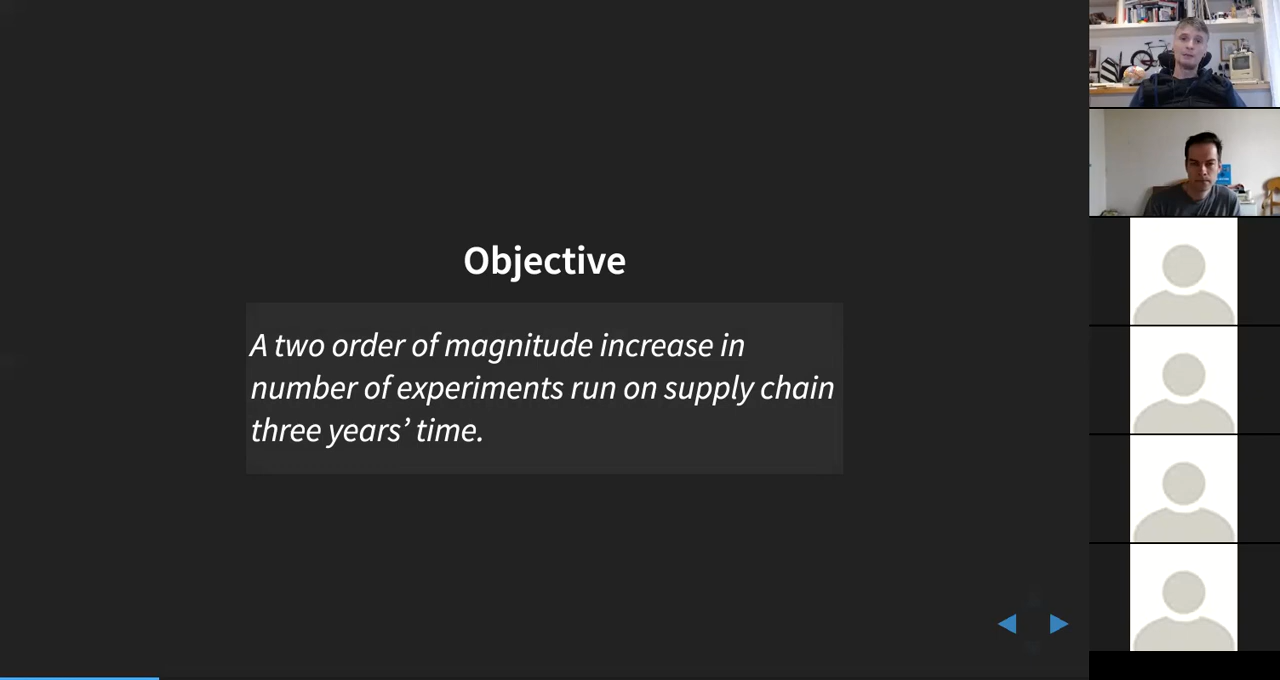 Objective
A two order of magnitude increase in
number of experiments run on supply chain
three years’ time.